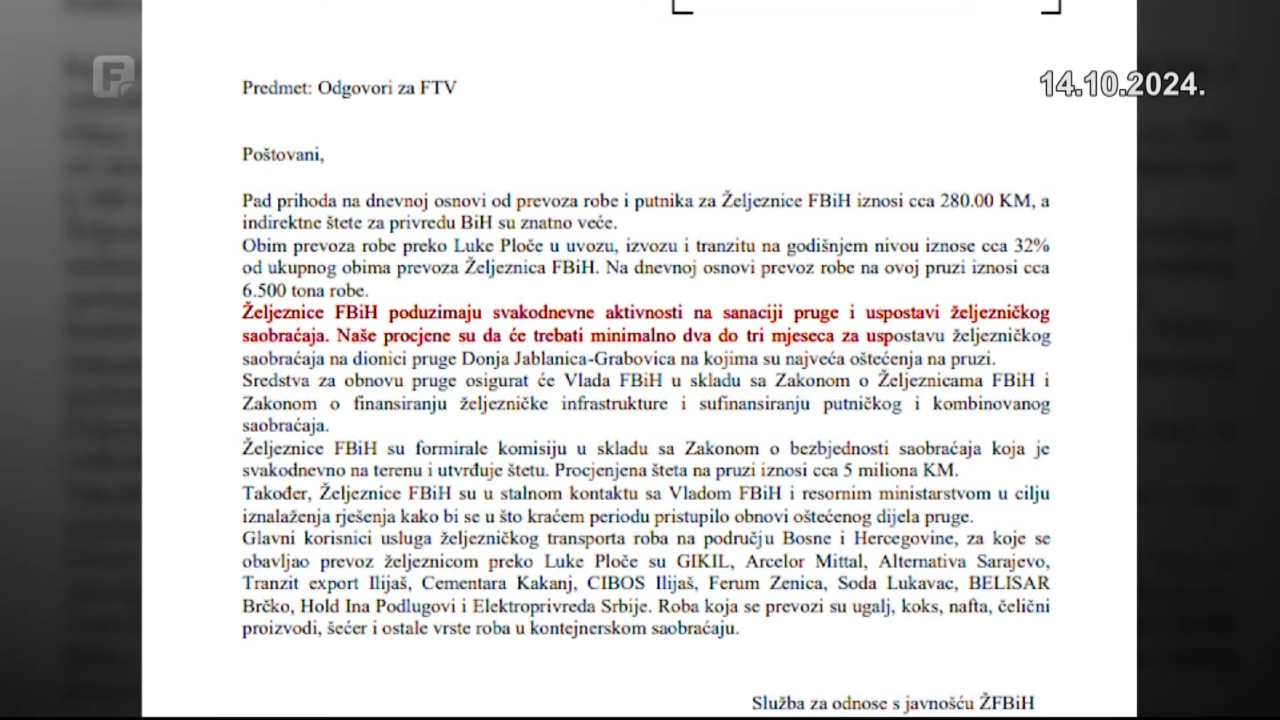 F
14.10.2024.
Predmet: Odgovori za FTV
Poštovani,
Pad prihoda na dnevnoj osnovi od prevoza robe i putnika za Željeznice FBiH iznosi cca 280.00 KM, a
indirektne štete za privredu BiH su znatno veće.
Obim prevoza robe preko Luke Ploče u uvozu, izvozu i tranzitu na godišnjem nivou iznose cca 32%
od ukupnog obima prevoza Željeznica FBiH. Na dnevnoj osnovi prevoz robe na ovoj pruzi iznosi cca
6.500 tona robe.
Željeznice FBiH poduzimaju svakodnevne aktivnosti na sanaciji pruge i uspostavi željezničkog
saobraćaja. Naše procjene su da će trebati minimalno dva do tri mjeseca za uspostavu željezničkog
saobraćaja na dionici pruge Donja Jablanica-Grabovica na kojima su najveća oštećenja na pruzi.
Sredstva za obnovu pruge osigurat će Vlada FBiH u skladu sa Zakonom o Željeznicama FBiH i
Zakonom o finansiranju željezničke infrastrukture i sufinansiranju putničkog i kombinovanog
saobraćaja.
Željeznice FBiH su formirale komisiju u skladu sa Zakonom o bezbjednosti saobraćaja koja je
svakodnevno na terenu i utvrđuje štetu. Procjenjena šteta na pruzi iznosi cca 5 miliona KM.
Također, Željeznice FBiH su u stalnom kontaktu sa Vladom FBiH i resornim ministarstvom u cilju
iznalaženja rješenja kako bi se u što kraćem periodu pristupilo obnovi oštećenog dijela pruge.
Glavni korisnici usluga željezničkog transporta roba na području Bosne i Hercegovine, za koje se
obavljao prevoz željeznicom preko Luke Ploče su GIKIL, Arcelor Mittal, Alternativa Sarajevo,
Tranzit export Ilijaš, Cementara Kakanj, CIBOS Ilijaš, Ferum Zenica, Soda Lukavac, BELISAR
Brčko, Hold Ina Podlugovi i Elektroprivreda Srbije. Roba koja se prevozi su ugalj, koks, nafta, čelični
proizvodi, šećer i ostale vrste roba u kontejnerskom saobraćaju.
Služba za odnose s javnošću ŽFBiH